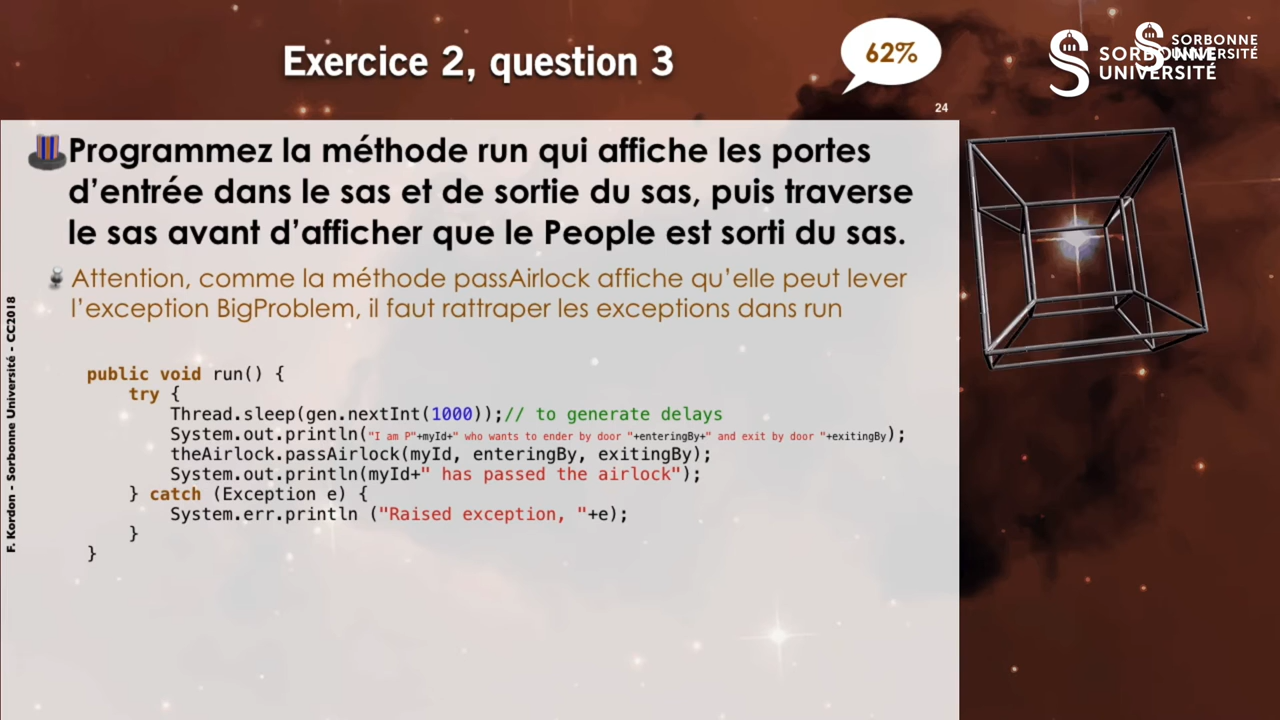 Exercice 2, question 3
62%
SORBONNE
UNIVERSITÉ
SORBONNE
UNIVERSITÉ
24
Programmez la méthode run qui affiche les portes
d'entrée dans le sas et de sortie du sas, puis traverse
le sas avant d'afficher que le People est sorti du sas.
Attention, comme la méthode passAirlock affiche qu'elle peut lever
l'exception BigProblem, il faut rattraper les exceptions dans run
public void run() {
try {
Thread.sleep(gen.nextInt(1000));// to generate delays
System.out.println("I am P"+myId+" who wants to ender by door "+enteringBy+" and exit by door "+exitingBy);
theAirlock.passAirlock(myId, enteringBy, exitingBy);
System.out.println(myId+" has passed the airlock");
} catch (Exception e) {
System.err.println ("Raised exception, "+e);
}
}
F. Kordon - Sorbonne Université - CC2018